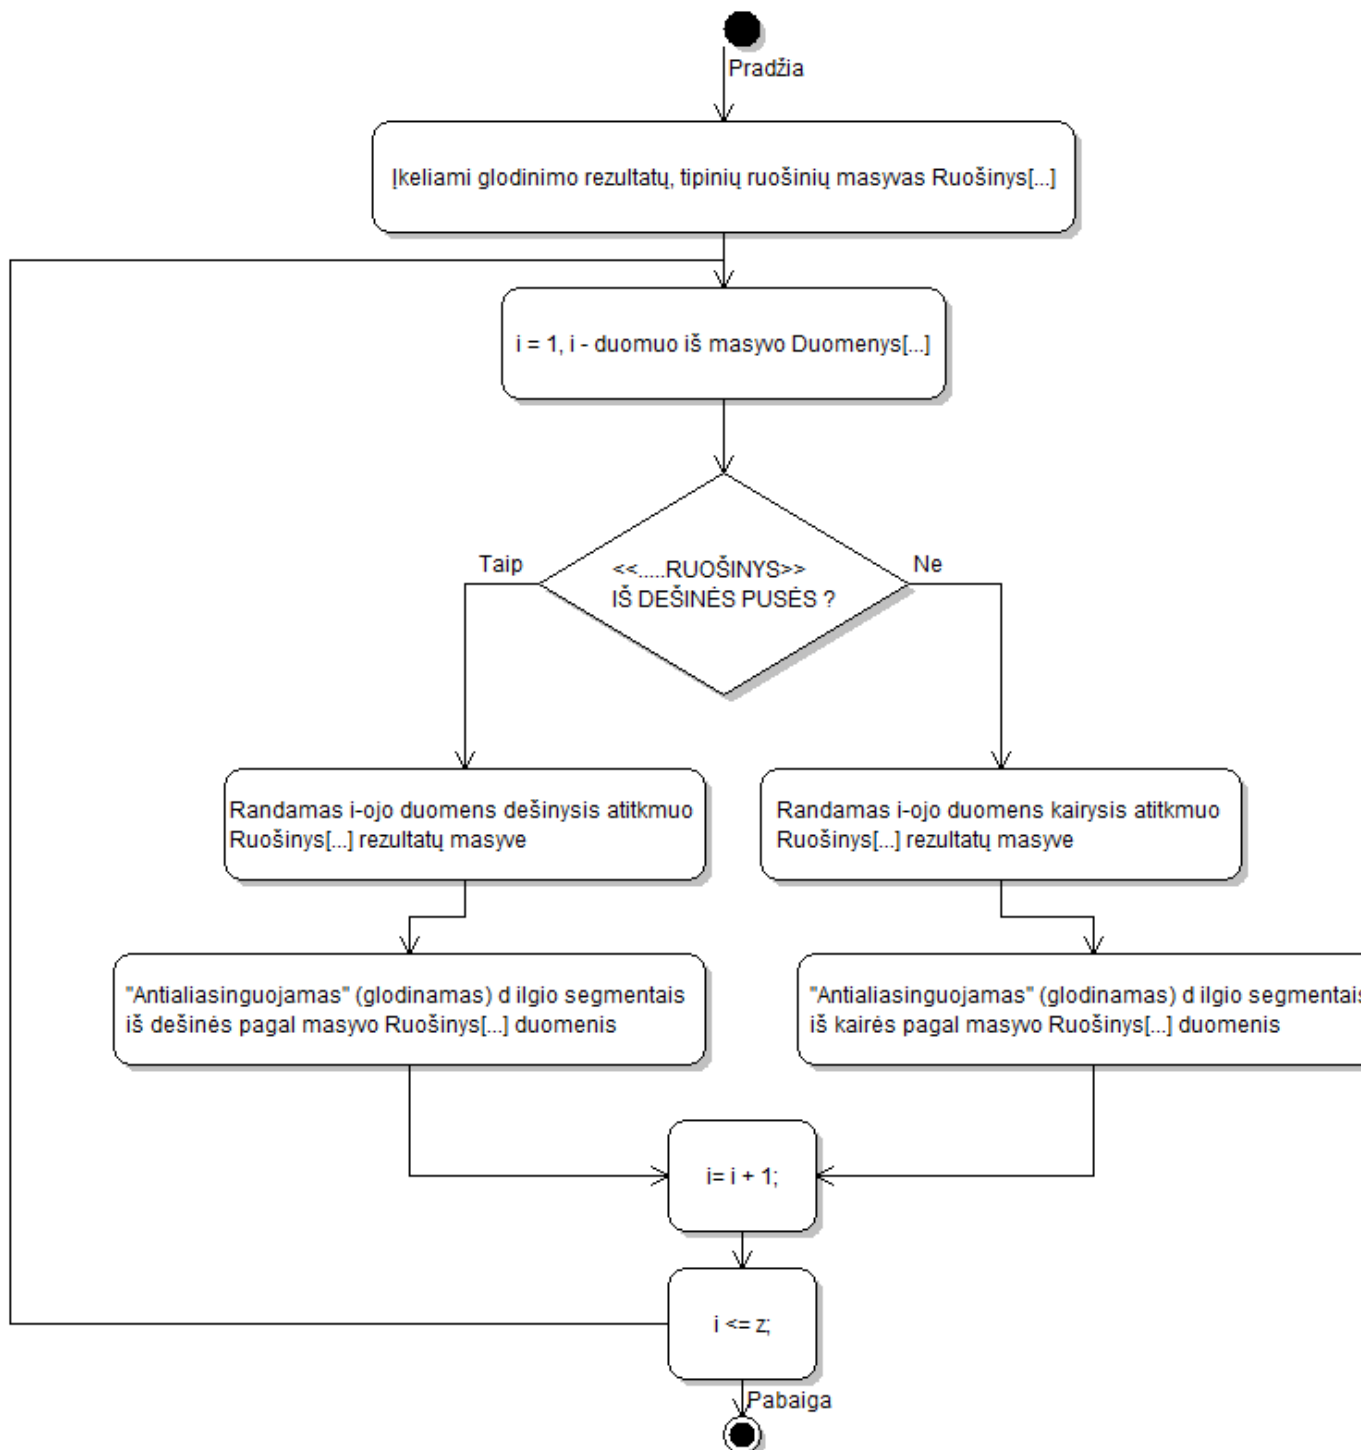 Pradžia
Įkeliami glodinimo rezultatų, tipinių ruošinių masyvas Ruošinys[...]
i = 1, i - duomuo iš masyvo Duomenys[...]
Taip
<<.....RUOŠINYS>>
IŠ DEŠINĖS PUSĖS ?
Ne
Randamas i-ojo duomens dešinysis atitkmuo
Ruošinys[...] rezultatų masyve
Randamas i-ojo duomens kairysis atitkmuo
Ruošinys[...] rezultatų masyve
"Antialiasinguojamas" (glodinamas) d ilgio segmentais
iš dešinės pagal masyvo Ruošinys[...] duomenis
"Antialiasinguojamas" (glodinamas) d ilgio segmentais
iš kairės pagal masyvo Ruošinys[...] duomenis
i= i + 1;
i <= z;
Pabaiga